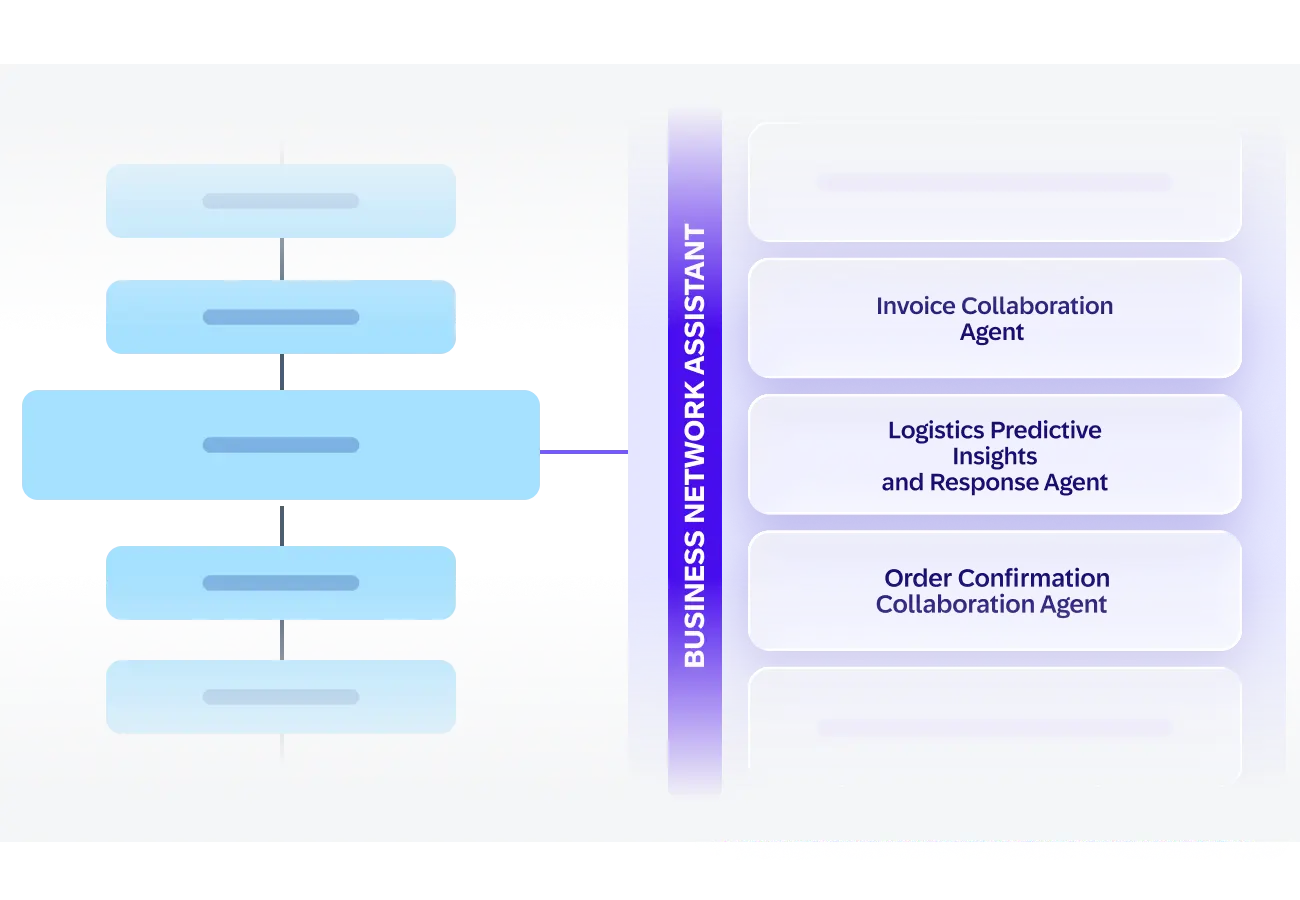 BUSINESS NETWORK ASSISTANT
Invoice Collaboration
Agent
Logistics Predictive
Insights
and Response Agent
Order Confirmation
Collaboration Agent